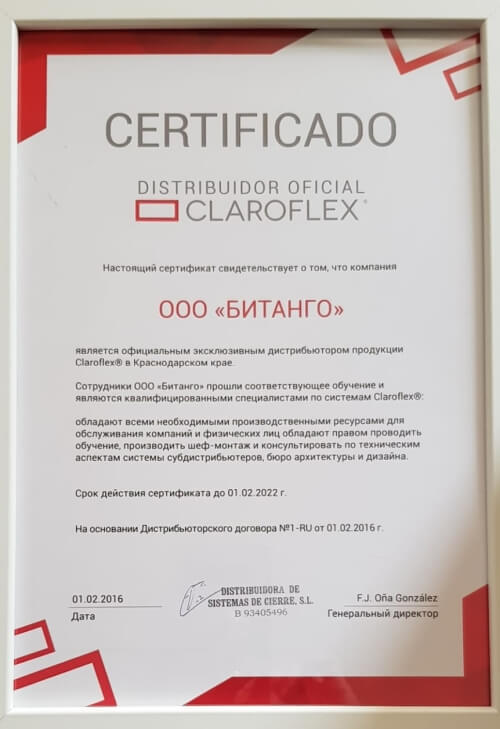 CERTIFICADO
DISTRIBUIDOR OFICIAL
CLAROFLEX®
Настоящий сертификат свидетельствует о том, что компания
ООО «БИТАНГО»
является официальным эксклюзивным дистрибьютором продукции
Claroflex® в Краснодарском крае.
Сотрудники ООО «Битанго» прошли соответствующее обучение и
являются квалифицированными специалистами по системам Claroflex®:
обладают всеми необходимыми производственными ресурсами для
обслуживания компаний и физических лиц обладают правом проводить
обучение, производить шеф-монтаж и консультировать по техническим
аспектам системы субдистрибьютеров, бюро архитектуры и дизайна.
Срок действия сертификата до 01.02.2022 г.
На основании Дистрибьюторского договора №1-RU от 01.02.2016 г.
01.02.2016
Дата
DISTRIBUIDORA DE
SISTEMAS DE CIERRE, S.L.
B 93405496
F.J. Oña González
Генеральный директор